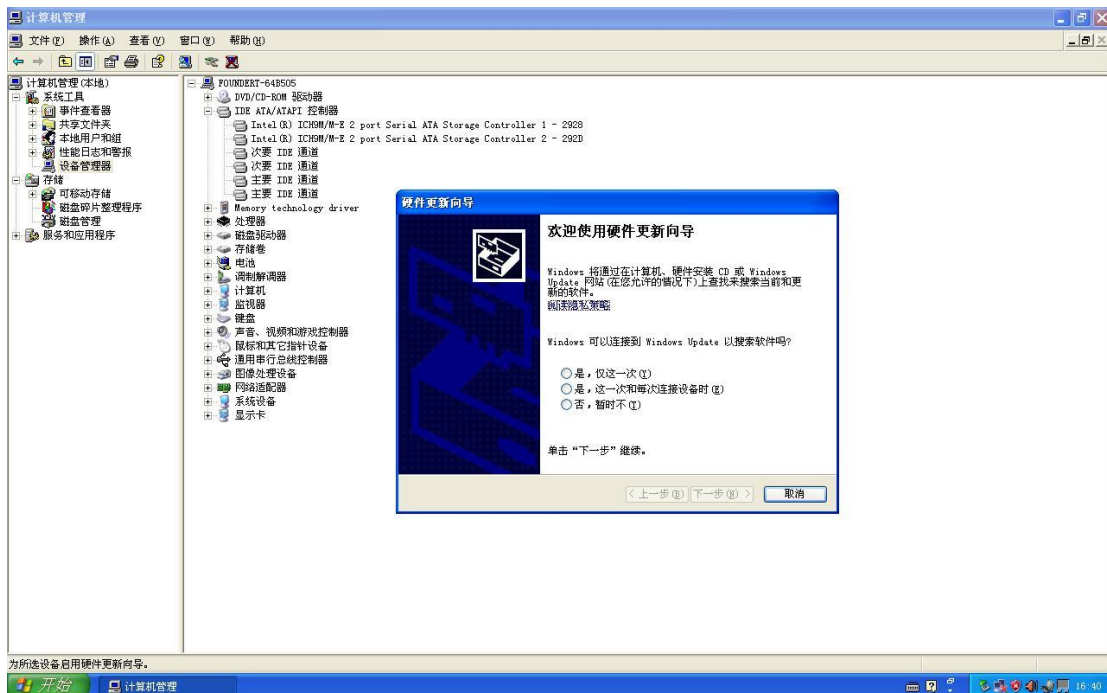 计算机管理
文件(F) 操作(A) 查看(V) 窗口(W) 帮助(H)
计算机管理(本地)
系统工具
事件查看器
共享文件夹
本地用户和组
性能日志和警报
设备管理器
存储
可移动存储
磁盘碎片整理程序
磁盘管理
服务和应用程序
FOUNDERT-64B505
DVD/CD-ROM 驱动器
IDE ATA/ATAPI 控制器
Intel(R) ICH9M/M-E 2 port Serial ATA Storage Controller 1 - 2928
Intel(R) ICH9M/M-E 2 port Serial ATA Storage Controller 2 - 292D
次要 IDE 通道
次要 IDE 通道
主要 IDE 通道
主要 IDE 通道
Memory technology driver
处理器
磁盘驱动器
存储卷
电池
调制解调器
计算机
监视器
键盘
声音、视频和游戏控制器
鼠标和其它指针设备
通用串行总线控制器
图像处理设备
网络适配器
系统设备
显示卡
硬件更新向导
欢迎使用硬件更新向导
Windows 将通过在计算机、硬件安装 CD 或 Windows
Update 网站(在您允许的情况下)上查找来搜索当前和更
新的软件。
阅读隐私策略
Windows 可以连接到 Windows Update 以搜索软件吗?
是，仅这一次(Y)
是，这一次和每次连接设备时(E)
否，暂时不(T)
单击“下一步”继续。
<上一步(B) 下一步(N) > 取消
为所选设备启用硬件更新向导。
开始 计算机管理 16:40